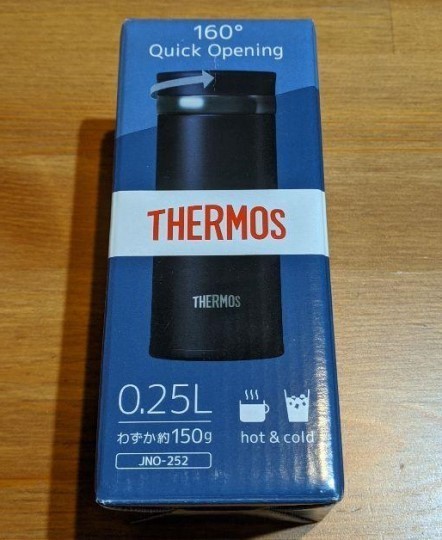 160°
Quick Opening
THERMOS
THERMOS
0.25L
わずか約150g
hot & cold
JNO-252